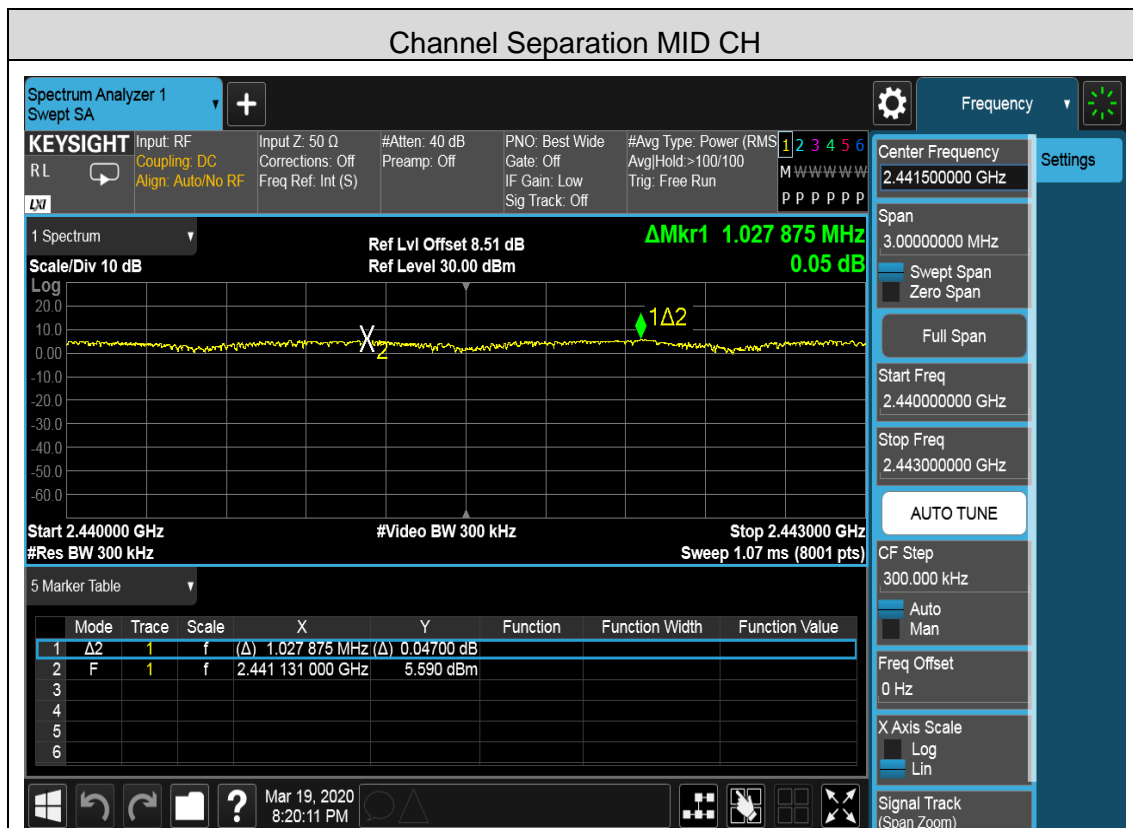 Channel Separation MID CH
Spectrum Analyzer 1
Swept SA
+
Frequency
KEYSIGHT
RL
LXI
Input: RF
Coupling: DC
Align: Auto/No RF
Input Z: 50 Ω
Corrections: Off
Freq Ref: Int (S)
#Atten: 40 dB
Preamp: Off
PNO: Best Wide
Gate: Off
IF Gain: Low
Sig Track: Off
#Avg Type: Power (RMS
Avg|Hold:>100/100
Trig: Free Run
1 2 3 4 5 6
M W W W W W
P P P P P P
1 Spectrum
Scale/Div 10 dB
Ref Lvl Offset 8.51 dB
Ref Level 30.00 dBm
ΔMkr1 1.027 875 MHz
0.05 dB
Log
20.0
10.0
0.00
-10.0
-20.0
-30.0
-40.0
-50.0
-60.0
X2
1Δ2
Start 2.440000 GHz
#Video BW 300 kHz
Stop 2.443000 GHz
#Res BW 300 kHz
Sweep 1.07 ms (8001 pts)
5 Marker Table
Mode Trace Scale X Y Function Function Width Function Value
1 Δ2 1 f (Δ) 1.027 875 MHz (Δ) 0.04700 dB
2 F 1 f 2.441 131 000 GHz 5.590 dBm
3
4
5
6
?
Mar 19, 2020
8:20:11 PM
Center Frequency
2.441500000 GHz
Settings
Span
3.00000000 MHz
Swept Span
Zero Span
Full Span
Start Freq
2.440000000 GHz
Stop Freq
2.443000000 GHz
AUTO TUNE
CF Step
300.000 kHz
Auto
Man
Freq Offset
0 Hz
X Axis Scale
Log
Lin
Signal Track
(Span Zoom)